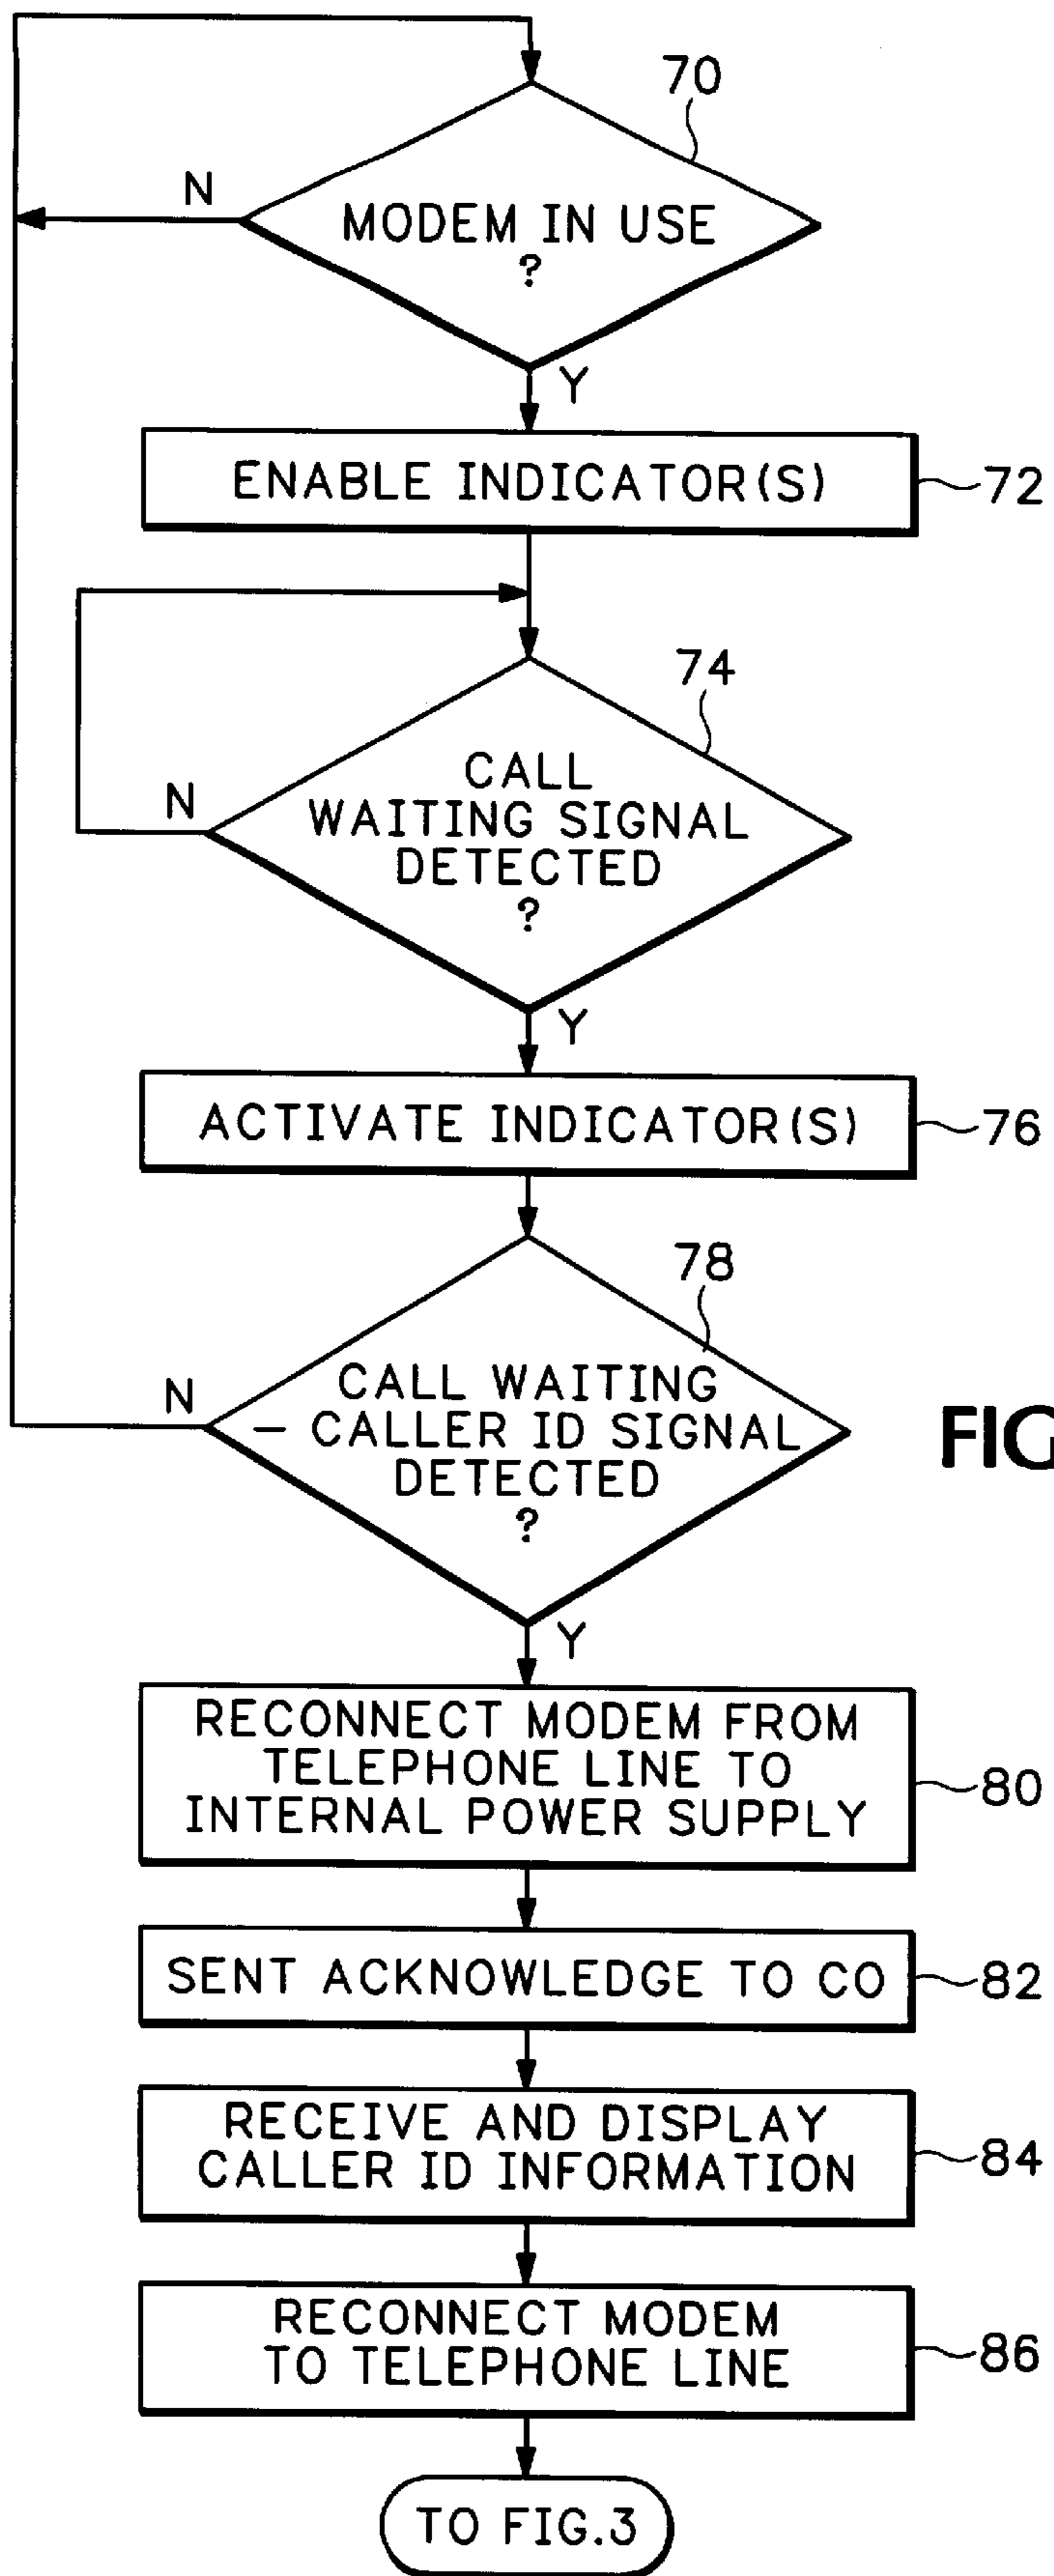 70
N
MODEM IN USE
?
Y
ENABLE INDICATOR(S)
72
74
CALL
N
WAITING SIGNAL
DETECTED
?
Y
ACTIVATE INDICATOR(S)
76
78
CALL WAITING
N
– CALLER ID SIGNAL
FIG
DETECTED
?
Y
RECONNECT MODEM FROM
TELEPHONE LINE TO
INTERNAL POWER SUPPLY
80
SENT ACKNOWLEDGE TO CO
82
RECEIVE AND DISPLAY
CALLER ID INFORMATION
84
RECONNECT MODEM
TO TELEPHONE LINE
86
TO FIG.3